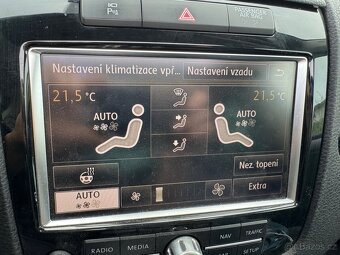 PASSENGER
AIR BAG
Nastavení klimatizace vpř... Nastavení vzadu
21,5 °C 21,5 °C
AUTO AUTO
Nez. topení
AUTO Extra
RADIO MEDIA NAV TRAFFIC
CAR SETUP